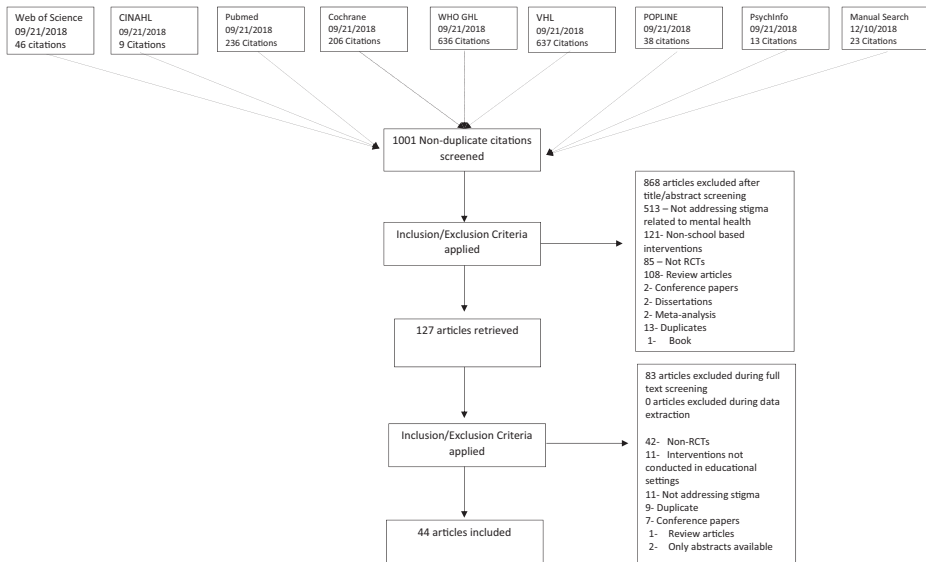 Web of Science
09/21/2018
46 citations
CINAHL
09/21/2018
9 Citations
Pubmed
09/21/2018
236 Citations
Cochrane
09/21/2018
206 Citations
WHO GHL
09/21/2018
636 Citations
VHL
09/21/2018
637 Citations
POPLINE
09/21/2018
38 citations
PsychInfo
09/21/2018
13 Citations
Manual Search
12/10/2018
23 Citations
1001 Non-duplicate citations
screened
868 articles excluded after
title/abstract screening
513 – Not addressing stigma
related to mental health
121- Non-school based
interventions
85 – Not RCTs
108- Review articles
2- Conference papers
2- Dissertations
2- Meta-analysis
13- Duplicates
1- Book
Inclusion/Exclusion Criteria
applied
127 articles retrieved
83 articles excluded during full
text screening
0 articles excluded during data
extraction
42- Non-RCTs
11- Interventions not
conducted in educational
settings
11- Not addressing stigma
9- Duplicate
7- Conference papers
1- Review articles
2- Only abstracts available
Inclusion/Exclusion Criteria
applied
44 articles included